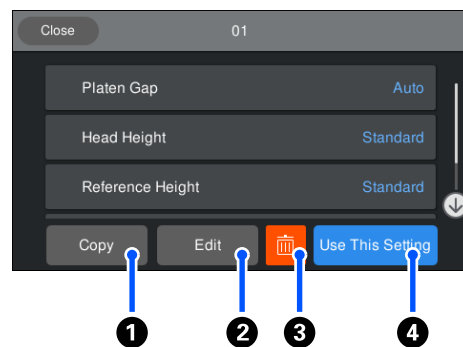 Close 01
Platen Gap Auto
Head Height Standard
Reference Height Standard
Copy Edit Use This Setting
1 2 3 4